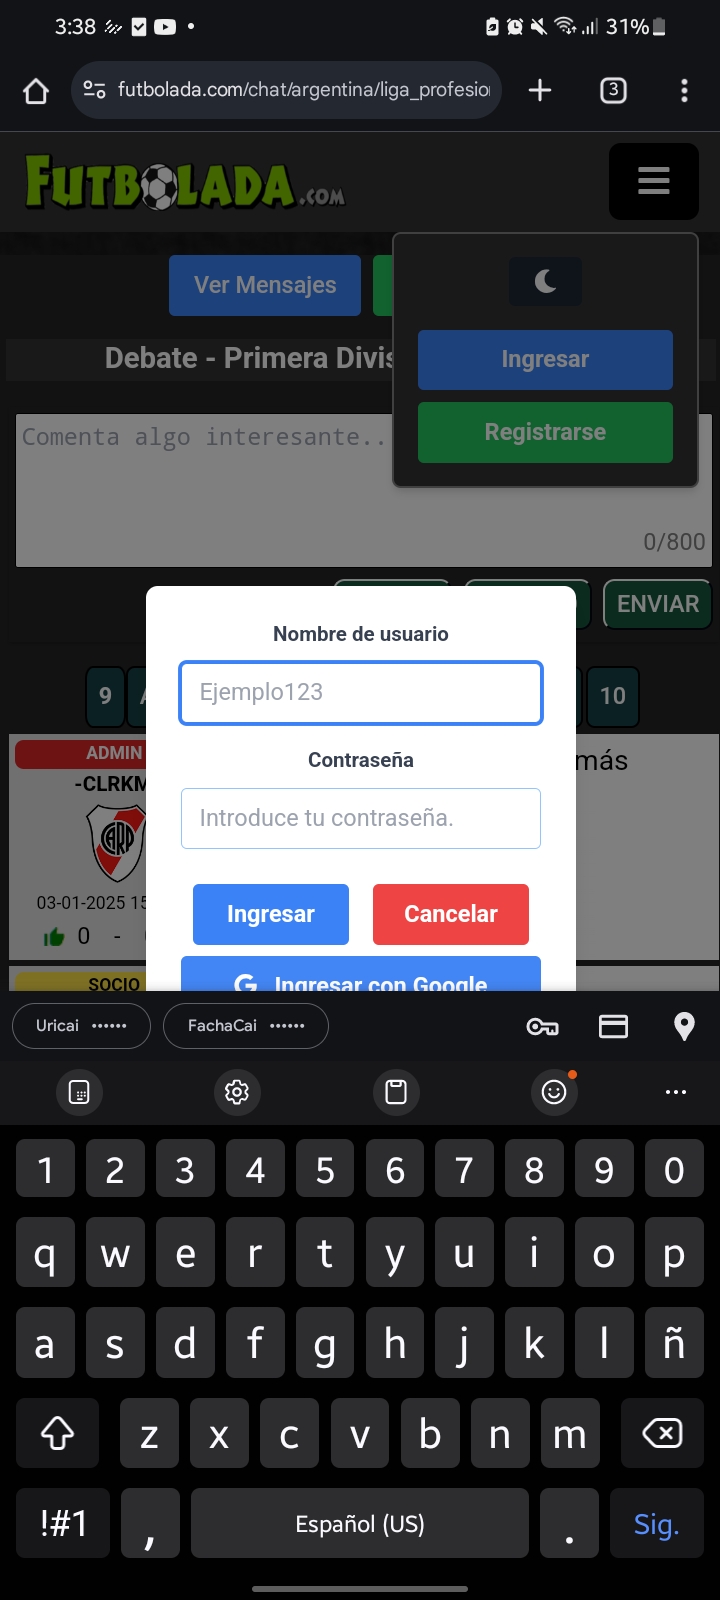 3:38
31%
futbolada.com/chat/argentina/liga_profesio
3
FUTBOLADA.COM
Ver Mensajes
Ingresar
Registrarse
Debate - Primera Divis
Comenta algo interesante..
0/800
ENVIAR
Nombre de usuario
Ejemplo123
Contraseña
Introduce tu contraseña.
Ingresar
Cancelar
Ingresar con Google
9
10
ADMIN
-CLRKM
más
CARP
03-01-2025 15
0 -
SOCIO
Uricai ••••••
FachaCai ••••••
1 2 3 4 5 6 7 8 9 0
q w e r t y u i o p
a s d f g h j k l ñ
z x c v b n m
!#1 , Español (US) . Sig.